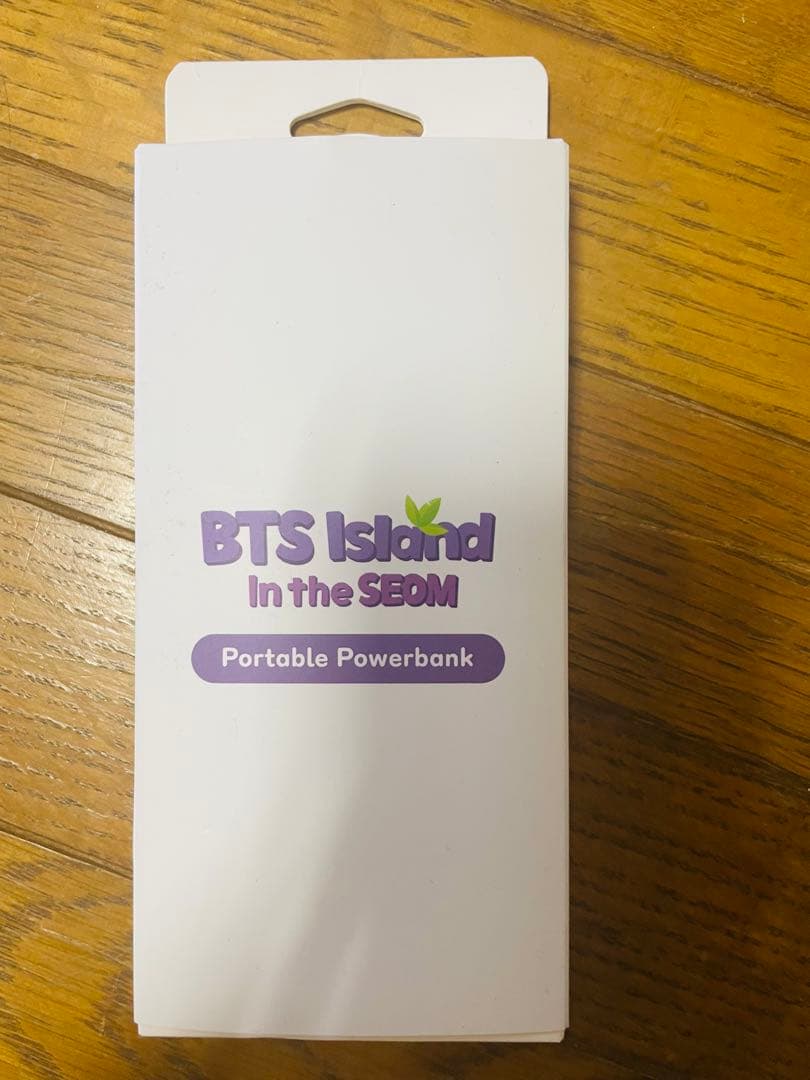 BTS Island
In the SEOM
Portable Powerbank